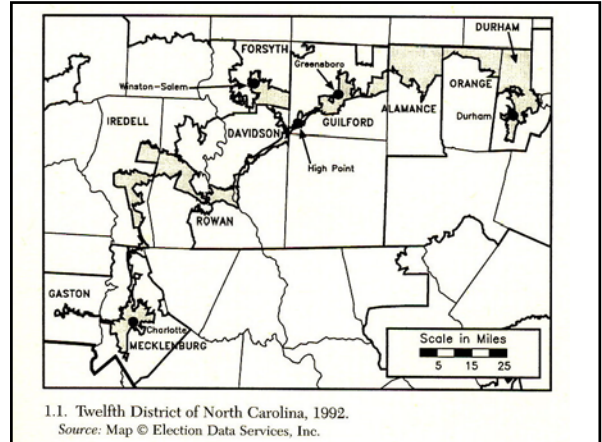 DURHAM
FORSYTH
Greensboro
Winston-Salem
ORANGE
ALAMANCE
IREDELL
GUILFORD
Durham
DAVIDSON
High Point
ROWAN
GASTON
Charlotte
MECKLENBURG
Scale in Miles
5 15 25
1.1. Twelfth District of North Carolina, 1992.
Source: Map © Election Data Services, Inc.